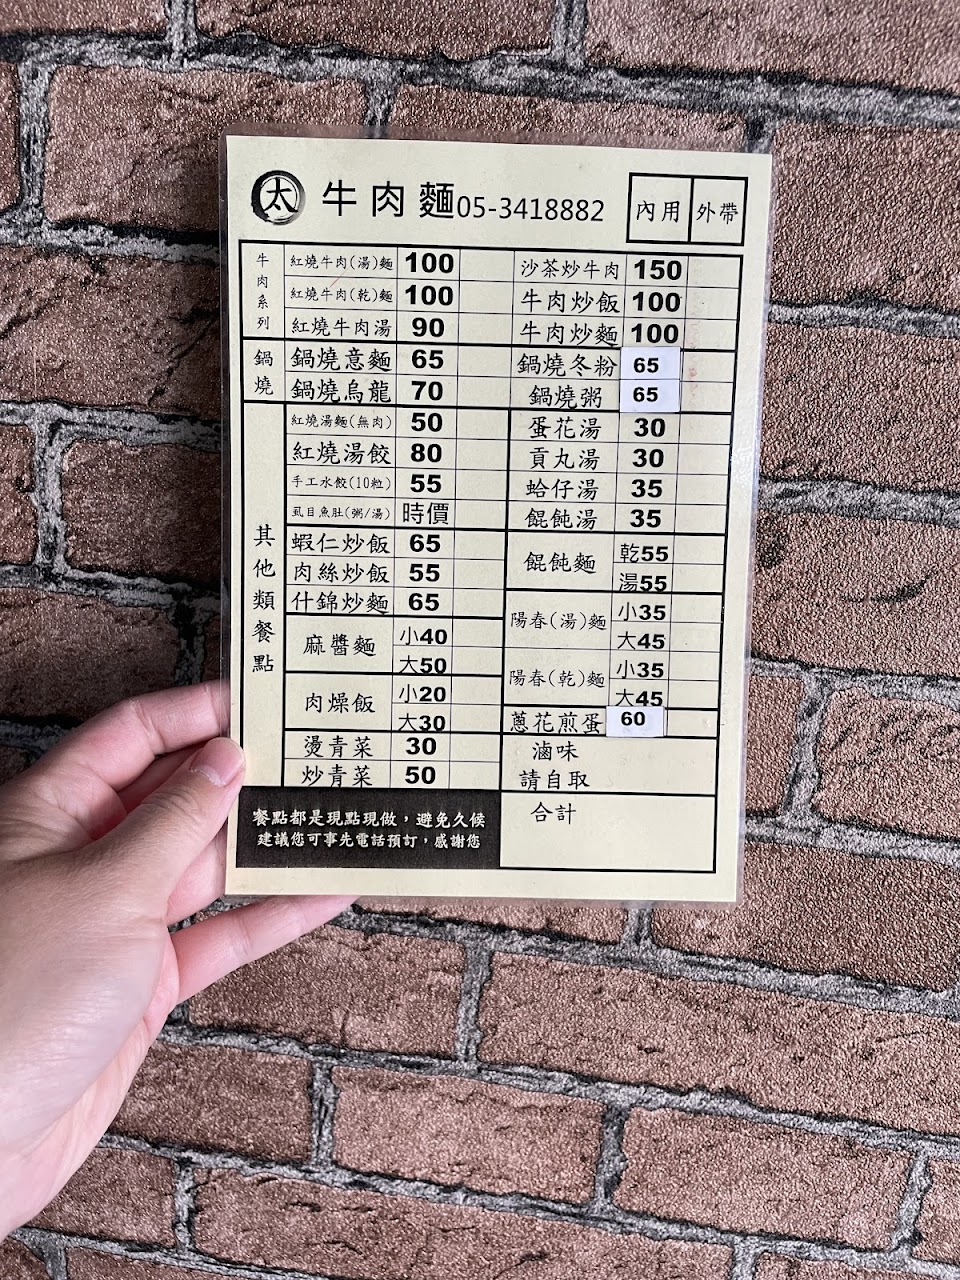 太 牛肉麵05-3418882 內用 外帶
牛肉系列
紅燒牛肉(湯)麵 100
紅燒牛肉(乾)麵 100
紅燒牛肉湯 90
沙茶炒牛肉 150
牛肉炒飯 100
牛肉炒麵 100
鍋燒
鍋燒意麵 65
鍋燒烏龍 70
鍋燒冬粉 65
鍋燒粥 65
其他類餐點
紅燒湯麵(無肉) 50
紅燒湯餃 80
手工水餃(10粒) 55
虱目魚肚(粥/湯) 時價
蝦仁炒飯 65
肉絲炒飯 55
什錦炒麵 65
麻醬麵 小40
大50
肉燥飯 小20
大30
燙青菜 30
炒青菜 50
蛋花湯 30
貢丸湯 30
蛤仔湯 35
餛飩湯 35
餛飩麵 乾55
湯55
陽春(湯)麵 小35
大45
陽春(乾)麵 小35
大45
蔥花煎蛋 60
滷味
請自取
餐點都是現點現做，避免久候
建議您可事先電話預訂，感謝您
合計